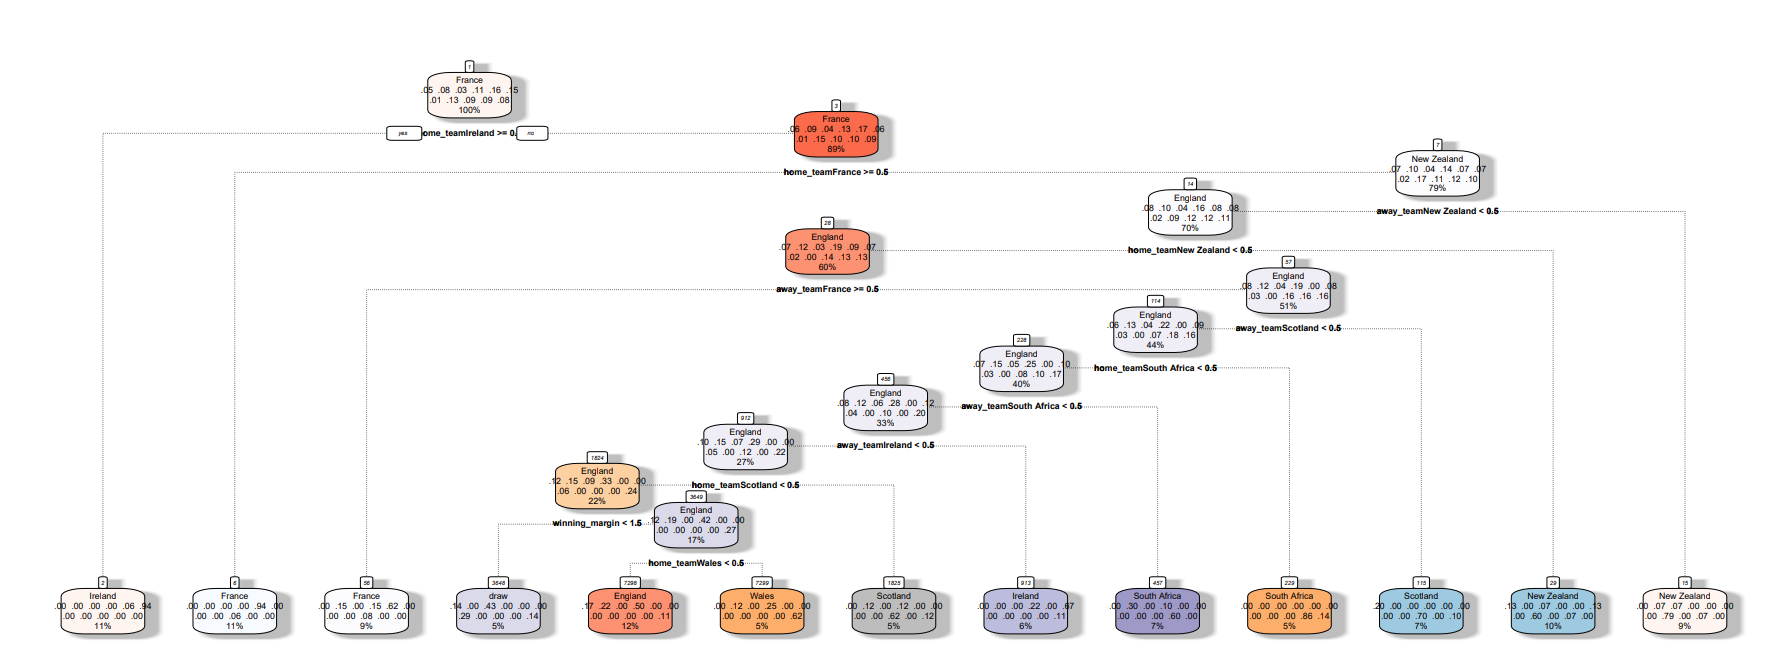 1
France
.05 .08 .03 .11 .16 .15
.01 .13 .09 .09 .08
100%
yes
ome_teamIreland >= 0.
no
3
France
.06 .09 .04 .13 .17 .06
.01 .15 .10 .10 .09
89%
home_teamFrance >= 0.5
7
New Zealand
.07 .10 .04 .14 .07 .07
.02 .17 .11 .12 .10
79%
away_teamNew Zealand < 0.5
14
England
.08 .10 .04 .16 .08 .08
.02 .09 .12 .12 .11
70%
home_teamNew Zealand < 0.5
28
England
.07 .12 .03 .19 .09 .07
.02 .00 .14 .13 .13
60%
away_teamFrance >= 0.5
57
England
.08 .12 .04 .19 .00 .08
.03 .00 .16 .16 .16
51%
away_teamScotland < 0.5
114
England
.06 .13 .04 .22 .00 .09
.03 .00 .07 .18 .16
44%
home_teamSouth Africa < 0.5
228
England
.07 .15 .05 .25 .00 .10
.03 .00 .08 .10 .17
40%
away_teamSouth Africa < 0.5
456
England
.08 .12 .06 .28 .00 .12
.04 .00 .10 .00 .20
33%
away_teamIreland < 0.5
912
England
.10 .15 .07 .29 .00 .00
.05 .00 .12 .00 .22
27%
home_teamScotland < 0.5
1824
England
.12 .15 .09 .33 .00 .00
.06 .00 .00 .00 .24
22%
winning_margin < 1.5
3649
England
.12 .19 .00 .42 .00 .00
.00 .00 .00 .00 .27
17%
home_teamWales < 0.5
2
Ireland
.00 .00 .00 .00 .06 .94
.00 .00 .00 .00 .00
11%
6
France
.00 .00 .00 .00 .94 .00
.00 .00 .06 .00 .00
11%
56
France
.00 .15 .00 .15 .62 .00
.00 .00 .08 .00 .00
9%
3648
draw
.14 .00 .43 .00 .00 .00
.29 .00 .00 .00 .14
5%
7298
England
.17 .22 .00 .50 .00 .00
.00 .00 .00 .00 .11
12%
7299
Wales
.00 .12 .00 .25 .00 .00
.00 .00 .00 .00 .62
5%
1825
Scotland
.00 .12 .00 .12 .00 .00
.00 .00 .62 .00 .12
5%
913
Ireland
.00 .00 .00 .22 .00 .67
.00 .00 .00 .00 .11
6%
457
South Africa
.00 .30 .00 .10 .00 .00
.00 .00 .00 .60 .00
7%
229
South Africa
.00 .00 .00 .00 .00 .00
.00 .00 .00 .86 .14
5%
115
Scotland
.20 .00 .00 .00 .00 .00
.00 .00 .70 .00 .10
7%
29
New Zealand
.13 .00 .07 .00 .00 .13
.00 .60 .00 .07 .00
10%
15
New Zealand
.00 .07 .07 .00 .00 .00
.00 .79 .00 .07 .00
9%